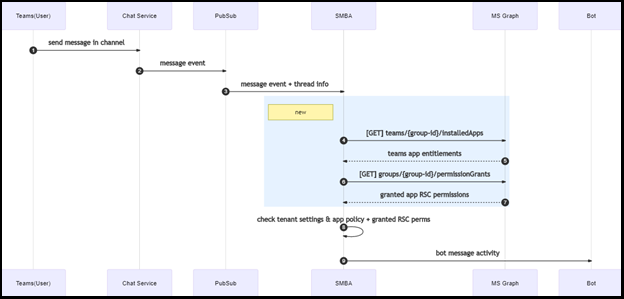 Teams(User) Chat Service PubSub SMBA MS Graph Bot
1 send message in channel
2 message event
3 message event + thread info
new
4 [GET] teams/{group-id}/installedApps
teams app entitlements 5
6 [GET] groups/{group-id}/permissionGrants
granted app RSC permissions 7
check tenant settings & app policy + granted RSC perms
8
9 bot message activity
Teams(User) Chat Service PubSub SMBA MS Graph Bot